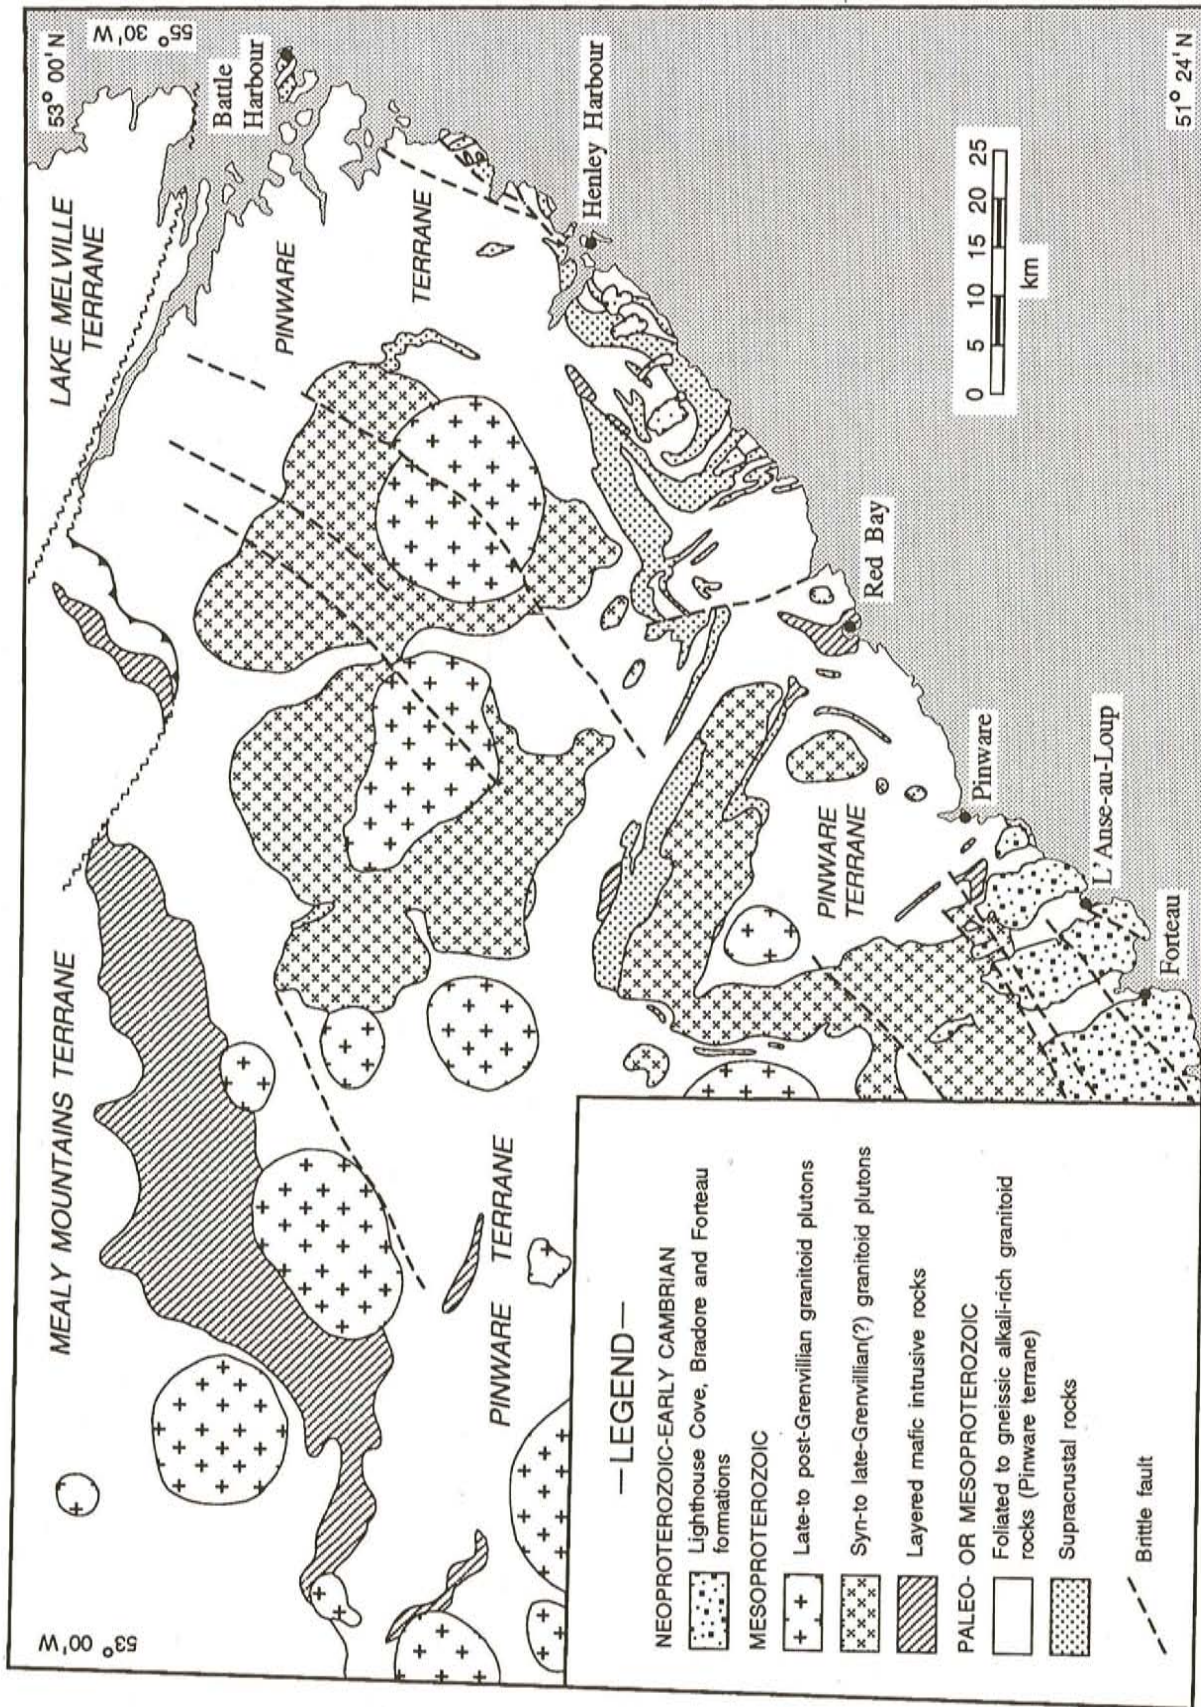 53° 00' N
55° 30' W
LAKE MELVILLE
TERRANE
Battle
Harbour
PINWARE
TERRANE
Henley Harbour
51° 24' N
0 5 10 15 20 25
km
Red Bay
Pinware
L'Anse-au-Loup
Forteau
PINWARE
TERRANE
MEALY MOUNTAINS TERRANE
PINWARE TERRANE
53° 00' W
—LEGEND—
NEOPROTEROZOIC-EARLY CAMBRIAN
Lighthouse Cove, Bradore and Forteau
formations
MESOPROTEROZOIC
Late-to post-Grenvillian granitoid plutons
Syn-to late-Grenvillian(?) granitoid plutons
Layered mafic intrusive rocks
PALEO- OR MESOPROTEROZOIC
Foliated to gneissic alkali-rich granitoid
rocks (Pinware terrane)
Supracrustal rocks
Brittle fault